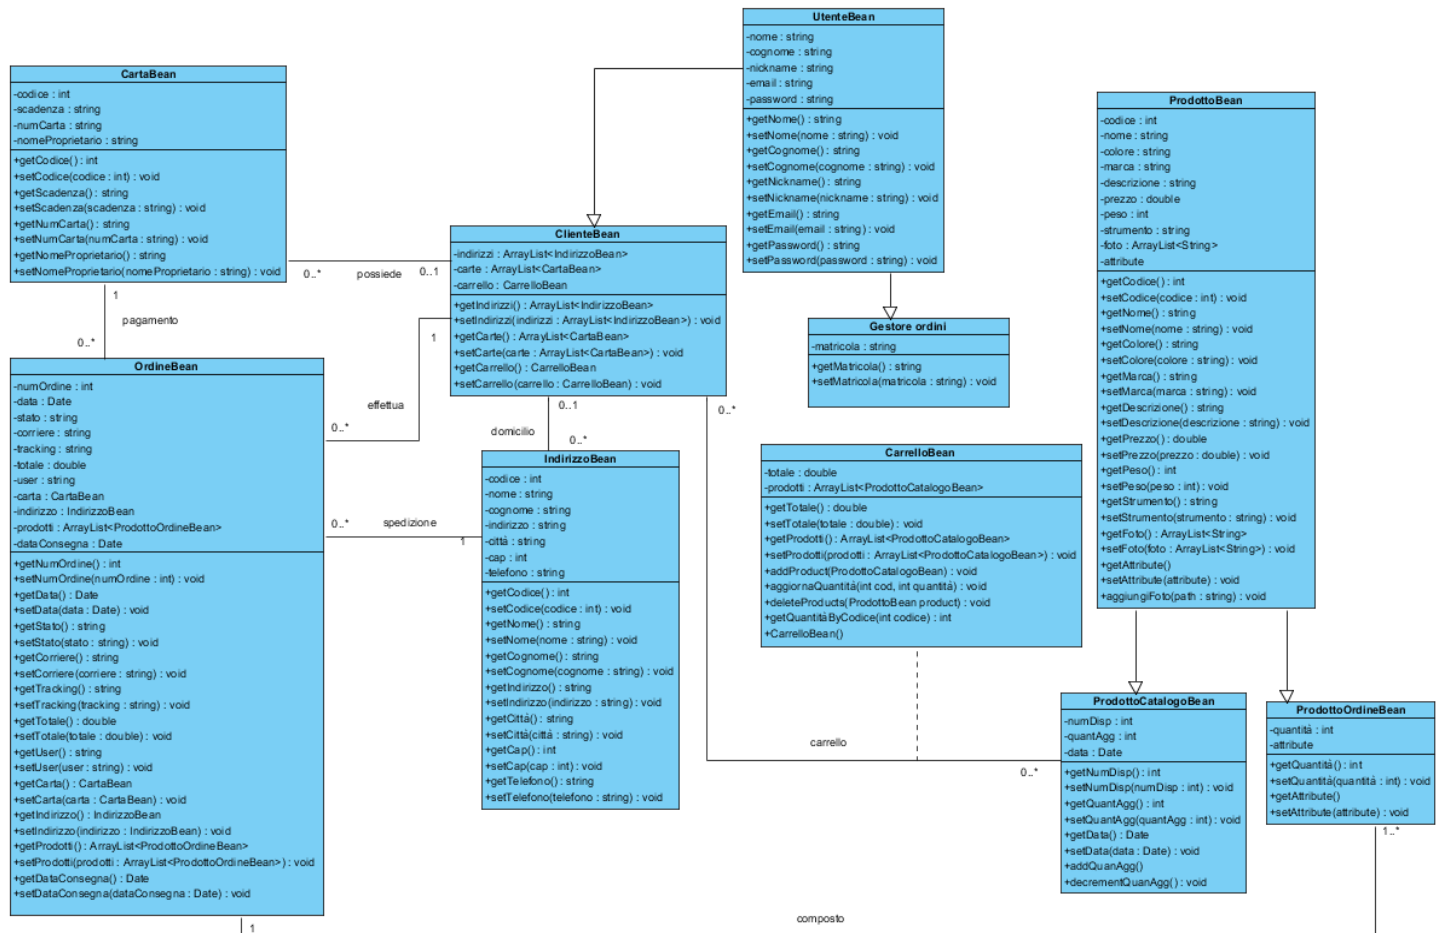 UtenteBean
-nome : string
-cognome : string
-nickname : string
-email : string
-password : string
+getNome() : string
+setNome(nome : string) : void
+getCognome() : string
+setCognome(cognome : string) : void
+getNickname() : string
+setNickname(nickname : string) : void
+getEmail() : string
+setEmail(email : string) : void
+getPassword() : string
+setPassword(password : string) : void
CartaBean
-codice : int
-scadenza : string
-numCarta : string
-nomeProprietario : string
+getCodice() : int
+setCodice(codice : int) : void
+getScadenza() : string
+setScadenza(scadenza : string) : void
+getNumCarta() : string
+setNumCarta(numCarta : string) : void
+getNomeProprietario() : string
+setNomeProprietario(nomeProprietario : string) : void
ProdottoBean
-codice : int
-nome : string
-colore : string
-marca : string
-descrizione : string
-prezzo : double
-peso : int
-strumento : string
-foto : ArrayList<String>
-attribute
+getCodice() : int
+setCodice(codice : int) : void
+getNome() : string
+setNome(nome : string) : void
+getColore() : string
+setColore(colore : string) : void
+getMarca() : string
+setMarca(marca : string) : void
+getDescrizione() : string
+setDescrizione(descrizione : string) : void
+getPrezzo() : double
+setPrezzo(prezzo : double) : void
+getPeso() : int
+setPeso(peso : int) : void
+getStrumento() : string
+setStrumento(strumento : string) : void
+getFoto() : ArrayList<String>
+setFoto(foto : ArrayList<String>) : void
+getAttribute()
+setAttribute(attribute) : void
+aggiungiFoto(path : string) : void
ClienteBean
-indirizzi : ArrayList<IndirizzoBean>
-carte : ArrayList<CartaBean>
-carrello : CarrelloBean
+getIndirizzi() : ArrayList<IndirizzoBean>
+setIndirizzi(indirizzi : ArrayList<IndirizzoBean>) : void
+getCarte() : ArrayList<CartaBean>
+setCarte(carte : ArrayList<CartaBean>) : void
+getCarrello() : CarrelloBean
+setCarrello(carrello : CarrelloBean) : void
0..*
possiede
0..1
1
pagamento
0..*
1
effettua
0..*
0..1
domicilio
0..*
0..*
Gestore ordini
-matricola : string
+getMatricola() : string
+setMatricola(matricola : string) : void
OrdineBean
-numOrdine : int
-data : Date
-stato : string
-corriere : string
-tracking : string
-totale : double
-user : string
-carta : CartaBean
-indirizzo : IndirizzoBean
-prodotti : ArrayList<ProdottoOrdineBean>
-dataConsegna : Date
+getNumOrdine() : int
+setNumOrdine(numOrdine : int) : void
+getData() : Date
+setData(data : Date) : void
+getStato() : string
+setStato(stato : string) : void
+getCorriere() : string
+setCorriere(corriere : string) : void
+getTracking() : string
+setTracking(tracking : string) : void
+getTotale() : double
+setTotale(totale : double) : void
+getUser() : string
+setUser(user : string) : void
+getCarta() : CartaBean
+setCarta(carta : CartaBean) : void
+getIndirizzo() : IndirizzoBean
+setIndirizzo(indirizzo : IndirizzoBean) : void
+getProdotti() : ArrayList<ProdottoOrdineBean>
+setProdotti(prodotti : ArrayList<ProdottoOrdineBean>) : void
+getDataConsegna() : Date
+setDataConsegna(dataConsegna : Date) : void
0..*
spedizione
1
IndirizzoBean
-codice : int
-nome : string
-cognome : string
-indirizzo : string
-città : string
-cap : int
-telefono : string
+getCodice() : int
+setCodice(codice : int) : void
+getNome() : string
+setNome(nome : string) : void
+getCognome() : string
+setCognome(cognome : string) : void
+getIndirizzo() : string
+setIndirizzo(indirizzo : string) : void
+getCittà() : string
+setCittà(città : string) : void
+getCap() : int
+setCap(cap : int) : void
+getTelefono() : string
+setTelefono(telefono : string) : void
CarrelloBean
-totale : double
-prodotti : ArrayList<ProdottoCatalogoBean>
+getTotale() : double
+setTotale(totale : double) : void
+getProdotti() : ArrayList<ProdottoCatalogoBean>
+setProdotti(prodotti : ArrayList<ProdottoCatalogoBean>) : void
+addProduct(ProdottoCatalogoBean) : void
+aggiornaQuantità(int cod, int quantità) : void
+deleteProducts(ProdottoBean product) : void
+getQuantitàByCodice(int codice) : int
+CarrelloBean()
carrello
0..*
ProdottoCatalogoBean
-numDisp : int
-quantAgg : int
-data : Date
+getNumDisp() : int
+setNumDisp(numDisp : int) : void
+getQuantAgg() : int
+setQuantAgg(quantAgg : int) : void
+getData() : Date
+setData(data : Date) : void
+addQuanAgg()
+decrementQuanAgg() : void
ProdottoOrdineBean
-quantità : int
-attribute
+getQuantità() : int
+setQuantità(quantità : int) : void
+getAttribute()
+setAttribute(attribute) : void
1..*
composto
1